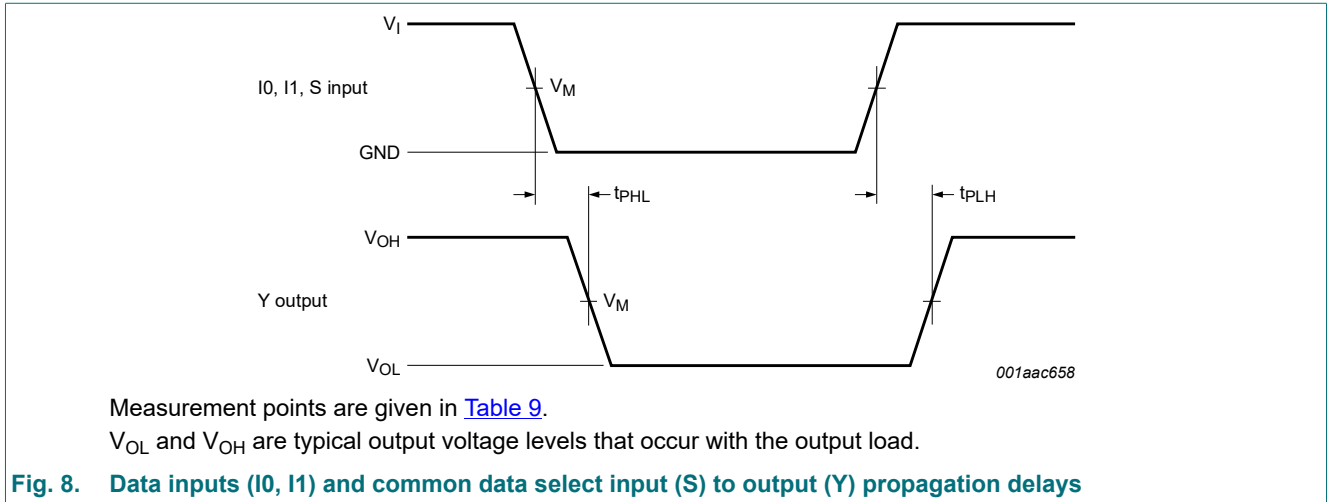 VI
I0, I1, S input
VM
GND
tPHL
tPLH
VOH
Y output
VM
VOL
001aac658
Measurement points are given in Table 9.
VOL and VOH are typical output voltage levels that occur with the output load.
Fig. 8. Data inputs (I0, I1) and common data select input (S) to output (Y) propagation delays